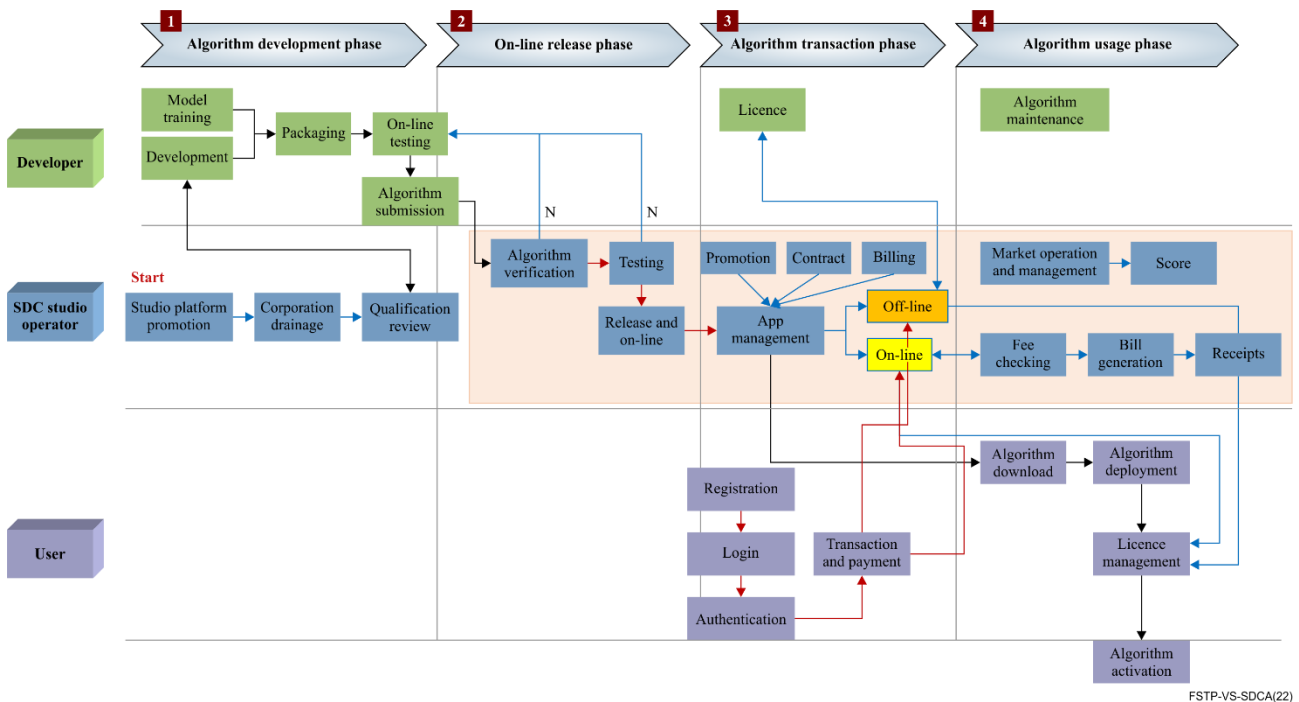 1
Algorithm development phase
2
On-line release phase
3
Algorithm transaction phase
4
Algorithm usage phase
Developer
Model
training
Development
Packaging
On-line
testing
Algorithm
submission
N
N
Licence
Algorithm
maintenance
SDC studio
operator
Start
Studio platform
promotion
Corporation
drainage
Qualification
review
Algorithm
verification
Testing
Release and
on-line
Promotion
Contract
Billing
App
management
Off-line
On-line
Market operation
and management
Score
Fee
checking
Bill
generation
Receipts
User
Registration
Login
Authentication
Transaction
and payment
Algorithm
download
Algorithm
deployment
Licence
management
Algorithm
activation
FSTP-VS-SDCA(22)